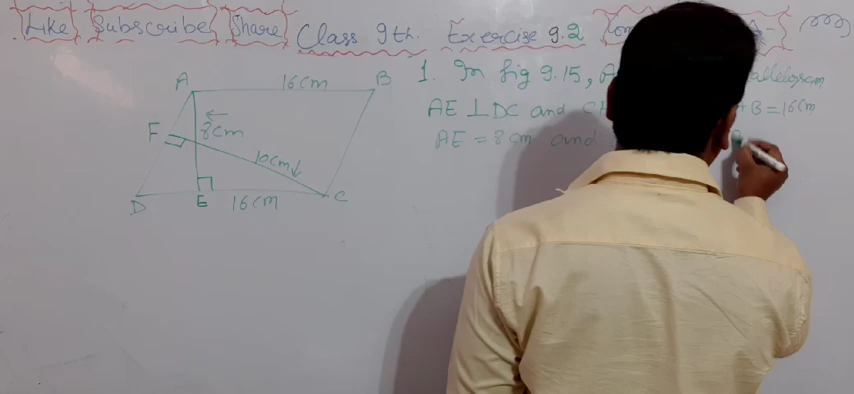 Like Subscribe Share Class 9th. Exercise 9.2
1. In fig 9.15,
AE ⊥ DC and B = 16cm
AE = 8cm and
A 16cm B
F 8cm
10cm
D E 16cm C